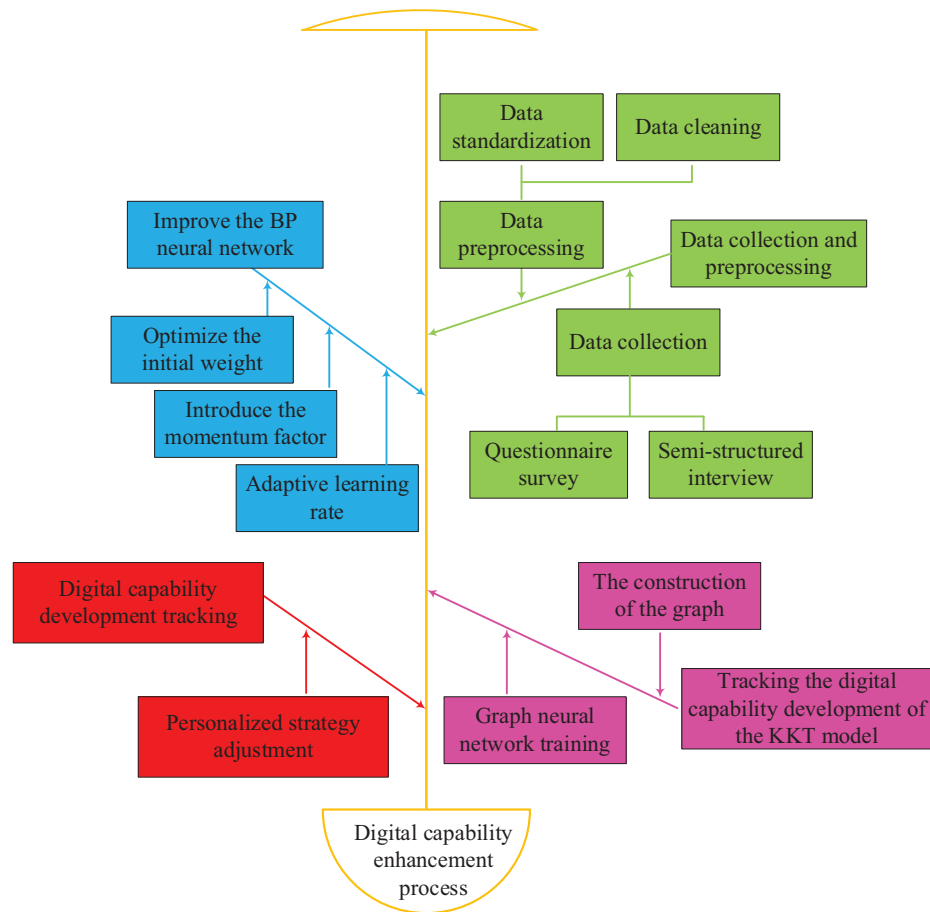 Data
standardization
Data cleaning
Improve the BP
neural network
Data
preprocessing
Data collection and
preprocessing
Optimize the
initial weight
Data collection
Introduce the
momentum factor
Questionnaire
survey
Semi-structured
interview
Adaptive learning
rate
Digital capability
development tracking
The construction
of the graph
Personalized strategy
adjustment
Graph neural
network training
Tracking the digital
capability development of
the KKT model
Digital capability
enhancement
process